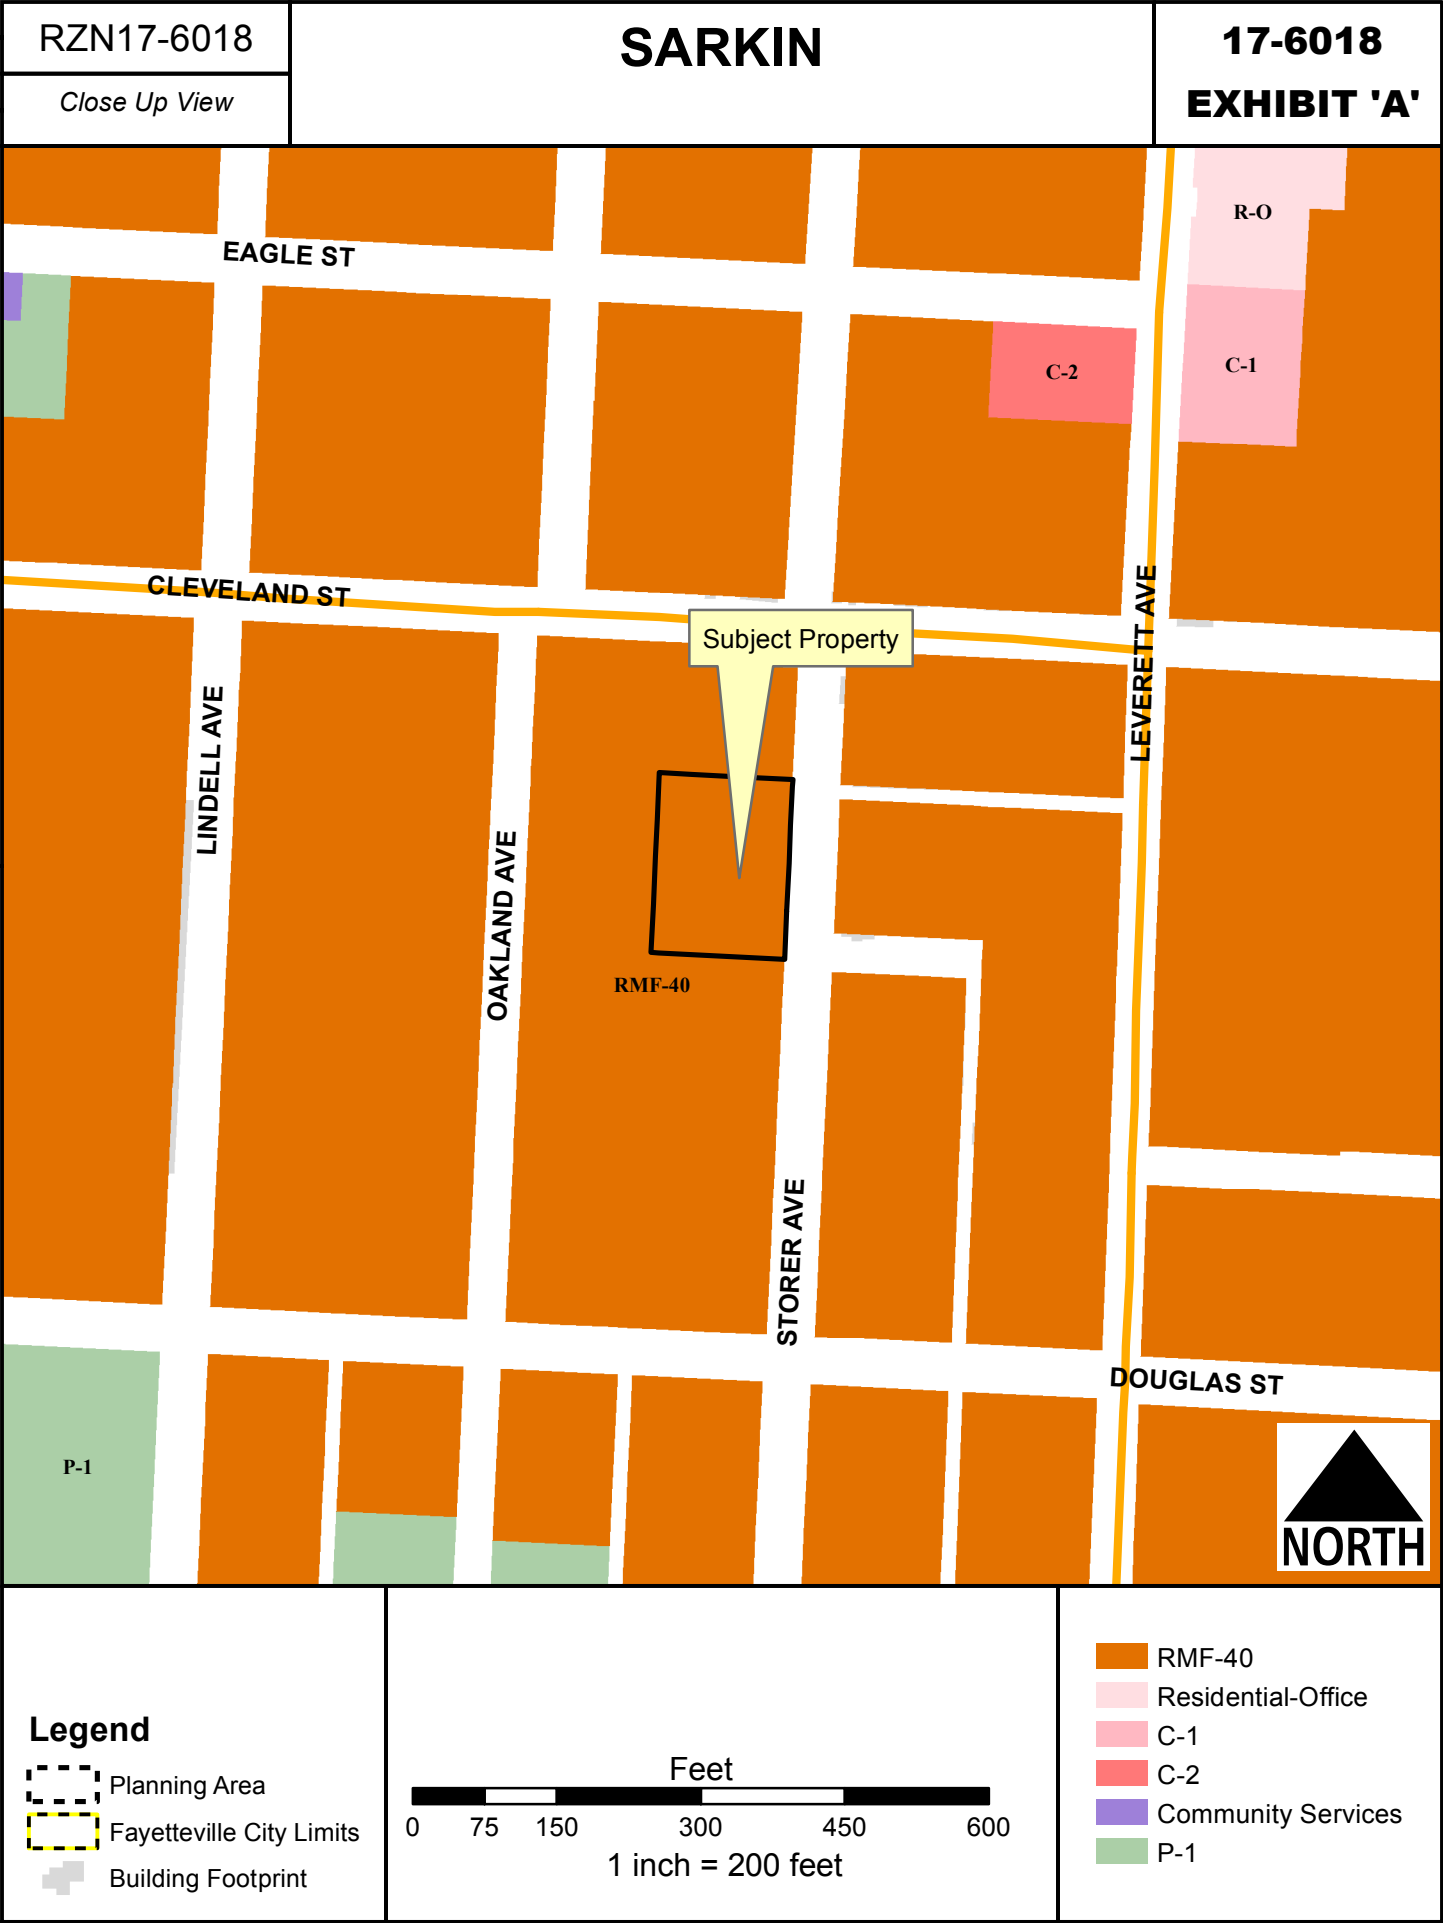 RZN17-6018
Close Up View
SARKIN
17-6018
EXHIBIT 'A'
R-O
EAGLE ST
C-2
C-1
CLEVELAND ST
LEVERETT AVE
Subject Property
LINDELL AVE
OAKLAND AVE
RMF-40
STORER AVE
DOUGLAS ST
P-1
NORTH
Legend
Planning Area
Fayetteville City Limits
Building Footprint
Feet
0 75 150 300 450 600
1 inch = 200 feet
RMF-40
Residential-Office
C-1
C-2
Community Services
P-1